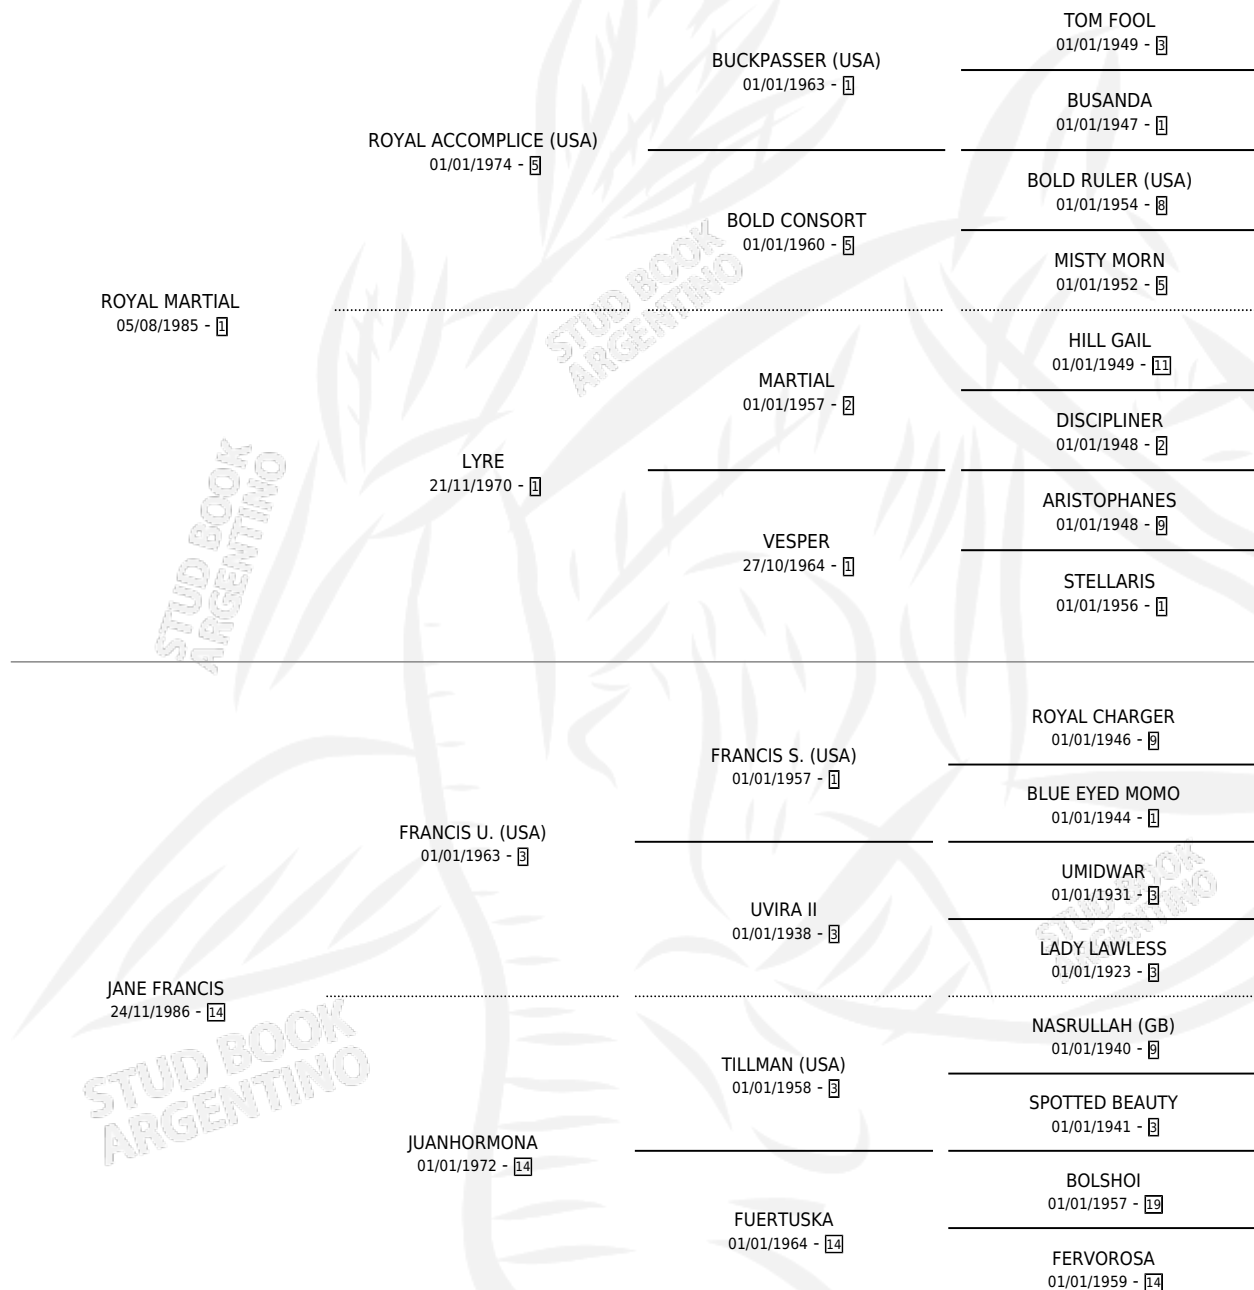 TOM FOOL
01/01/1949 - 3
BUCKPASSER (USA)
01/01/1963 - 1
BUSANDA
01/01/1947 - 1
ROYAL ACCOMPLICE (USA)
01/01/1974 - 5
BOLD RULER (USA)
01/01/1954 - 8
BOLD CONSORT
01/01/1960 - 5
MISTY MORN
01/01/1952 - 5
ROYAL MARTIAL
05/08/1985 - 1
HILL GAIL
01/01/1949 - 11
MARTIAL
01/01/1957 - 2
DISCIPLINER
01/01/1948 - 2
LYRE
21/11/1970 - 1
ARISTOPHANES
01/01/1948 - 9
VESPER
27/10/1964 - 1
STELLARIS
01/01/1956 - 1
ROYAL CHARGER
01/01/1946 - 9
FRANCIS S. (USA)
01/01/1957 - 1
BLUE EYED MOMO
01/01/1944 - 1
FRANCIS U. (USA)
01/01/1963 - 3
UMIDWAR
01/01/1931 - 3
UVIRA II
01/01/1938 - 3
LADY LAWLESS
01/01/1923 - 3
JANE FRANCIS
24/11/1986 - 14
NASRULLAH (GB)
01/01/1940 - 9
TILLMAN (USA)
01/01/1958 - 3
SPOTTED BEAUTY
01/01/1941 - 3
JUANHORMONA
01/01/1972 - 14
BOLSHOI
01/01/1957 - 19
FUERTUSKA
01/01/1964 - 14
FERVOROSA
01/01/1959 - 14
STUD BOOK
ARGENTINO
STUD BOOK
ARGENTINO
STUD BOOK
ARGENTINO
STUD BOOK
ARGENTINO